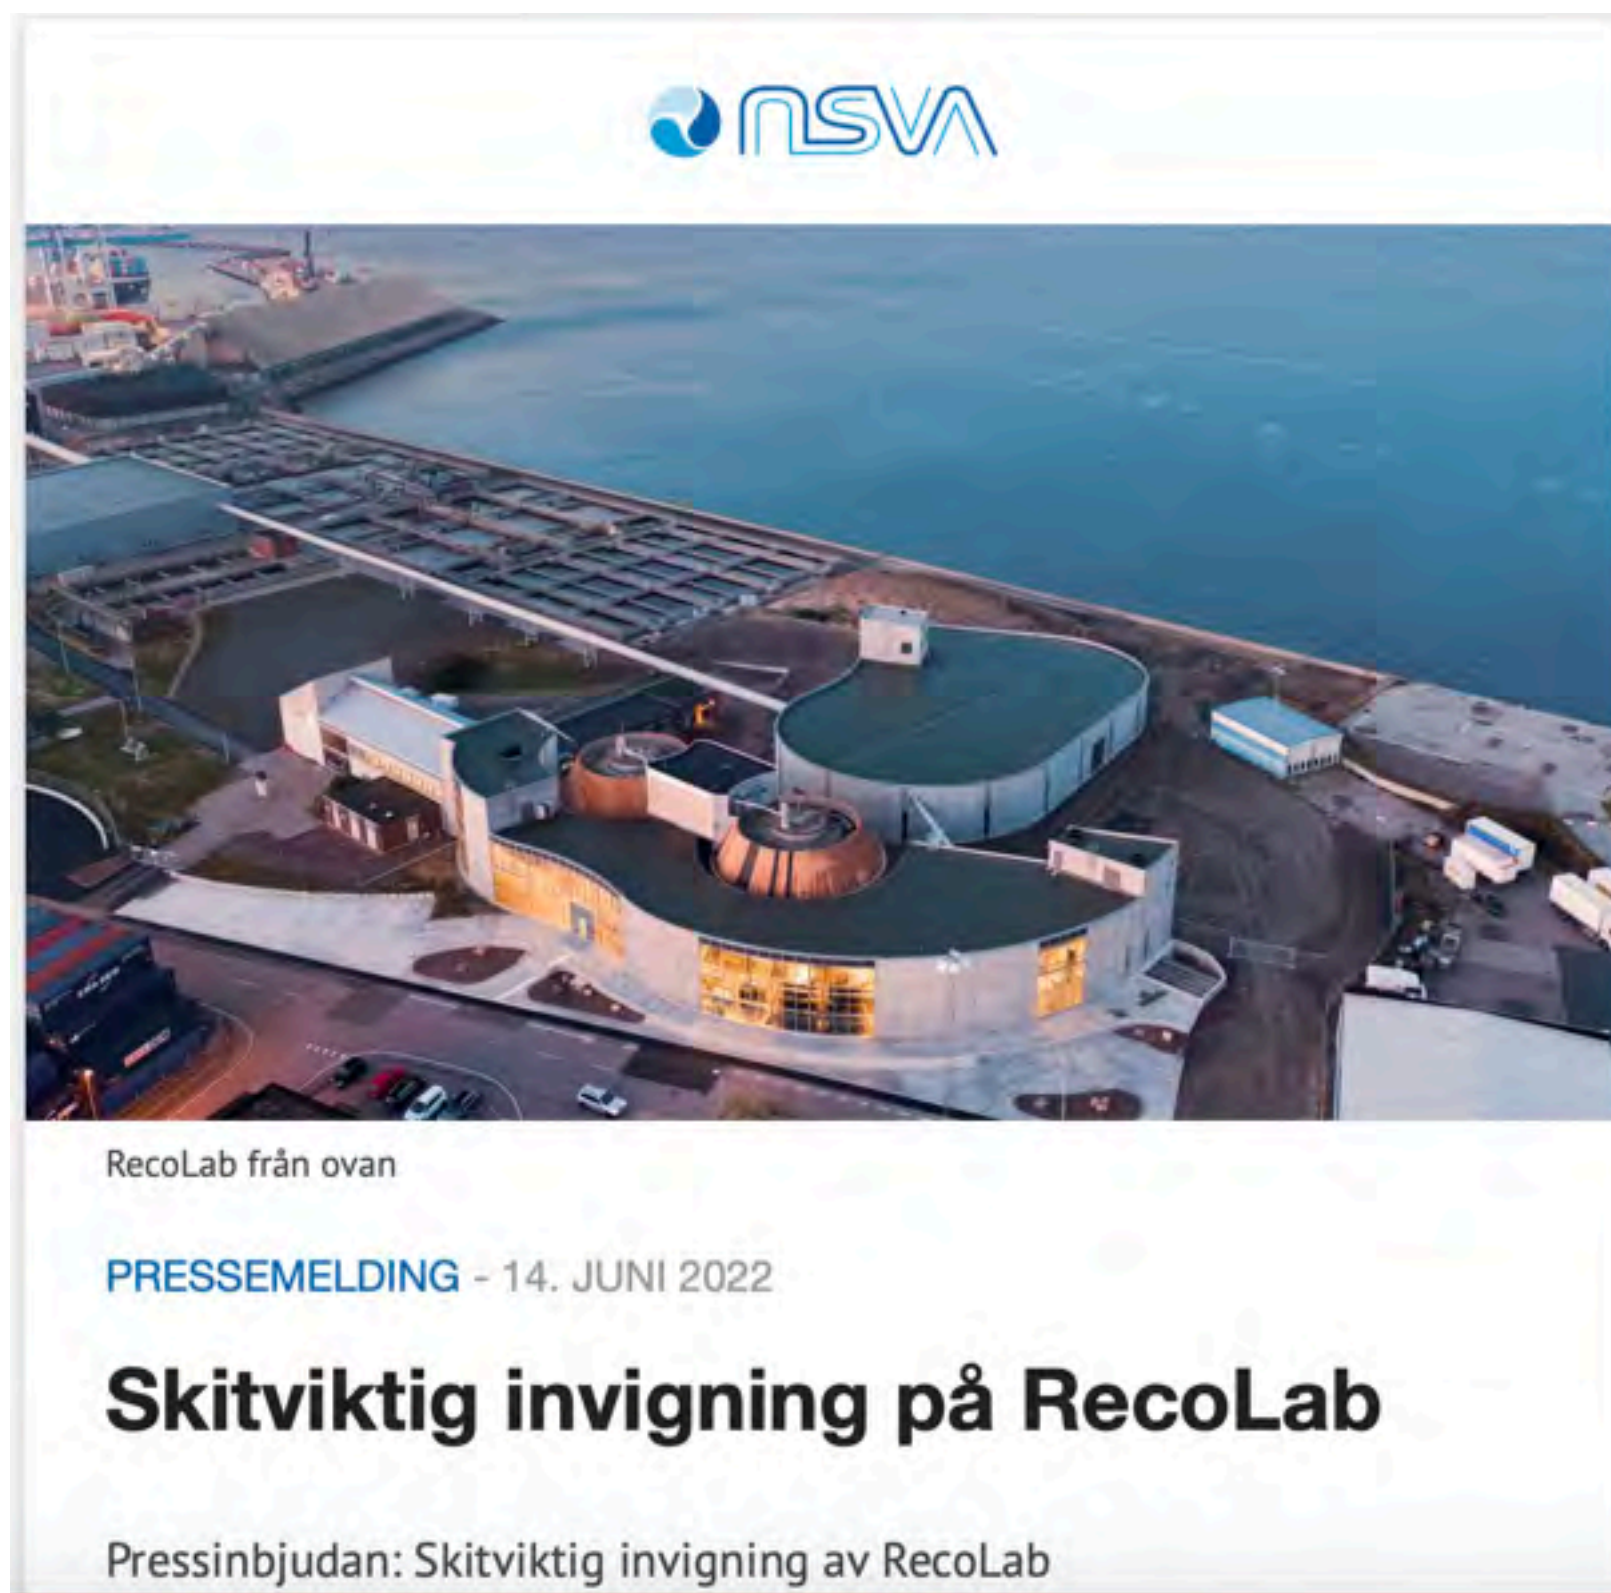 NSVA
RecoLab från ovan
PRESSEMELDING - 14. JUNI 2022
Skitviktig invigning på RecoLab
Pressinbjudan: Skitviktig invigning av RecoLab